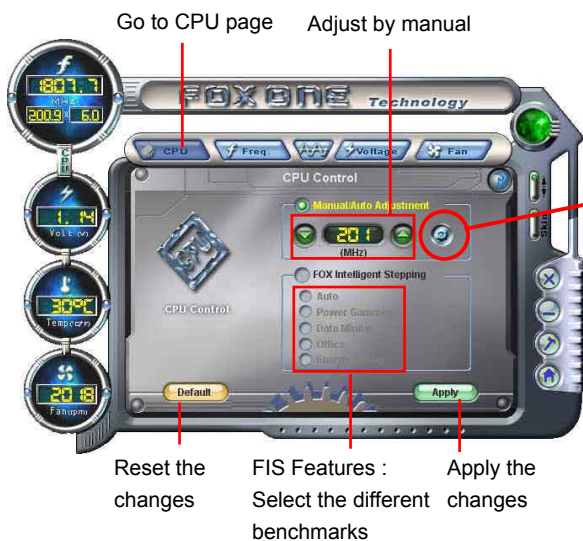 Go to CPU page
Adjust by manual
1807.7
MHz
200.9 x 6.0
FOX ONE Technology
CPU
CPU
Freq.
Voltage
Fan
CPU Control
1.14
Volt (v)
Manual/Auto Adjustment
201
(MHz)
CPU
CPU Control
FOX Intelligent Stepping
30°C
Auto
Power Gaming
Data Mining
Office
2018
Fan(rpm)
Default
Apply
Reset the changes
FIS Features :
Select the different benchmarks
Apply the changes